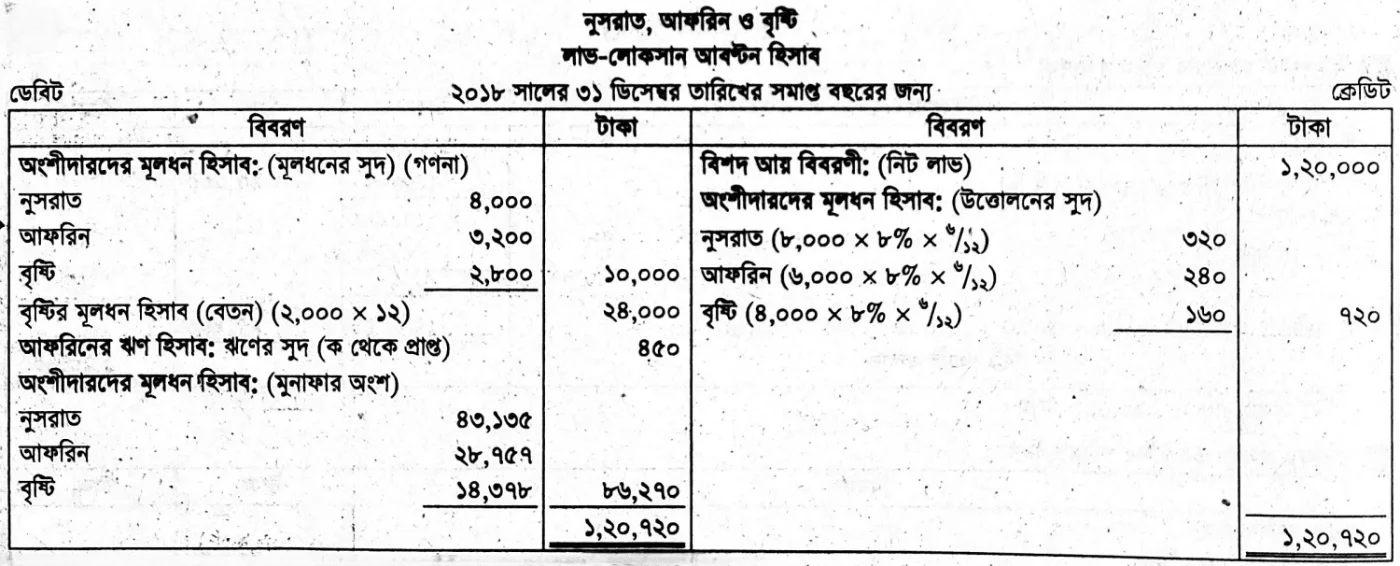 নুসরাত, আফরিন ও বৃষ্টি
লাভ-লোকসান আবণ্টন হিসাব
ডেবিট ২০১৮ সালের ৩১ ডিসেম্বর তারিখের সমাপ্ত বছরের জন্য ক্রেডিট
বিবরণ টাকা বিবরণ টাকা
অংশীদারদের মূলধন হিসাব: (মূলধনের সুদ) (গণনা) বিশদ আয় বিবরণী: (নিট লাভ) ১,২০,০০০
নুসরাত ৪,০০০ অংশীদারদের মূলধন হিসাব: (উত্তোলনের সুদ)
আফরিন ৩,২০০ নুসরাত (৮,০০০ × ৮% × ৬/১২) ৩২০
বৃষ্টি ২,৮০০ ১০,০০০ আফরিন (৬,০০০ × ৮% × ৬/১২) ২৪০
বৃষ্টির মূলধন হিসাব (বেতন) (২,০০০ × ১২) ২৪,০০০ বৃষ্টি (৪,০০০ × ৮% × ৬/১২) ১৬০ ৭২০
আফরিনের ঋণ হিসাব: ঋণের সুদ (ক থেকে প্রাপ্ত) ৪৫০
অংশীদারদের মূলধন হিসাব: (মুনাফার অংশ)
নুসরাত ৪৩,১৩৫
আফরিন ২৮,৭৫৭
বৃষ্টি ১৪,৩৭৮ ৮৬,২৭০
১,২০,৭২০ ১,২০,৭২০